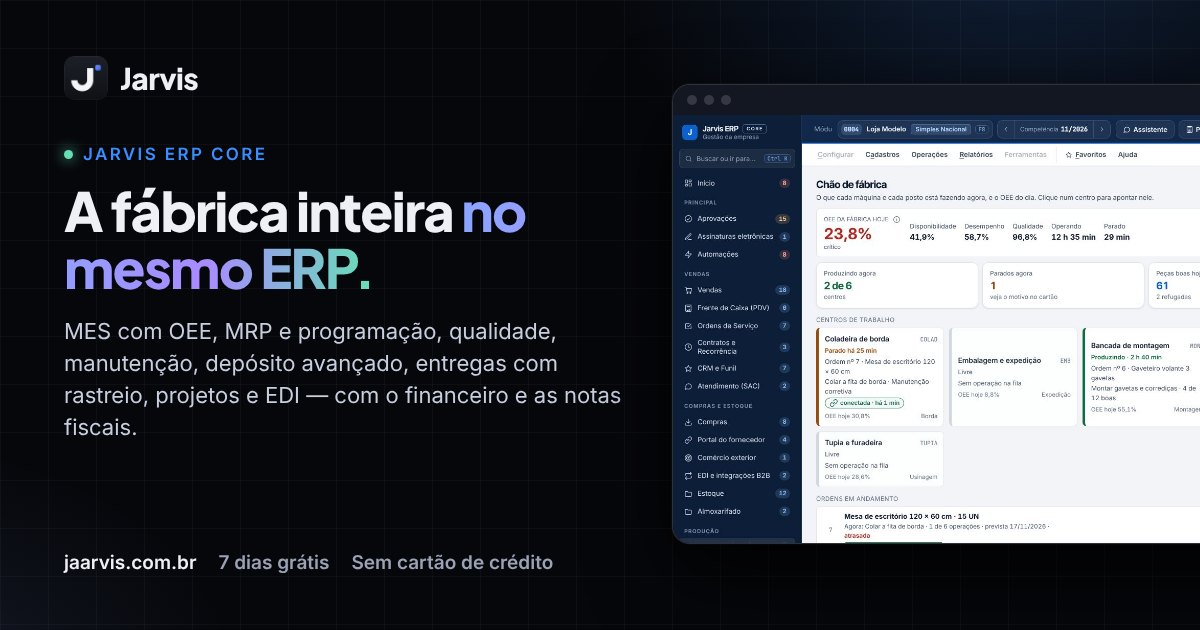 Jarvis
JARVIS ERP CORE
A fábrica inteira no
mesmo ERP.
MES com OEE, MRP e programação, qualidade,
manutenção, depósito avançado, entregas com
rastreio, projetos e EDI — com o financeiro e as notas
fiscais.
jaarvis.com.br 7 dias grátis Sem cartão de crédito
J Jarvis ERP CORE
Gestão da empresa
Buscar ou ir para... Ctrl K
Início 8
PRINCIPAL
Aprovações 15
Assinaturas eletrônicas 1
Automações 8
VENDAS
Vendas 18
Frente de Caixa (PDV) 6
Ordens de Serviço 7
Contratos e
Recorrência 3
CRM e Funil 7
Atendimento (SAC) 2
COMPRAS E ESTOQUE
Compras 8
Portal do fornecedor 4
Comércio exterior 1
EDI e integrações B2B 2
Estoque 12
Almoxarifado 2
PRODUÇÃO
Módu 0004 Loja Modelo Simples Nacional F8 Competência 11/2026 Assistente
Configurar Cadastros Operações Relatórios Ferramentas Favoritos Ajuda
Chão de fábrica
O que cada máquina e cada posto está fazendo agora, e o OEE do dia. Clique num centro para apontar nele.
OEE DA FÁBRICA HOJE Disponibilidade Desempenho Qualidade Operando Parado
23,8% 41,9% 58,7% 96,8% 12 h 35 min 29 min
crítico
Produzindo agora
2 de 6
centros
Parados agora
1
veja o motivo no cartão
Peças boas hoj
61
2 refugadas
CENTROS DE TRABALHO
Coladeira de borda COLAD
Parado há 25 min
Ordem nº 7 · Mesa de escritório 120
× 60 cm
Colar a fita de borda · Manutenção
corretiva
conectada · há 1 min
OEE hoje 30,8% Borda
Embalagem e expedição EMB
Livre
Sem operação na fila
OEE hoje 8,8% Expedição
Bancada de montagem MON
Produzindo · 2 h 40 min
Ordem nº 6 · Gaveteiro volante 3
gavetas
Montar gavetas e corrediças · 4 de
12 boas
OEE hoje 55,1% Montagem
Tupia e furadeira TUPIA
Livre
Sem operação na fila
OEE hoje 28,6% Usinagem
ORDENS EM ANDAMENTO
7 Mesa de escritório 120 × 60 cm · 15 UN
Agora: Colar a fita de borda · 1 de 6 operações · prevista 17/11/2026 ·
atrasada